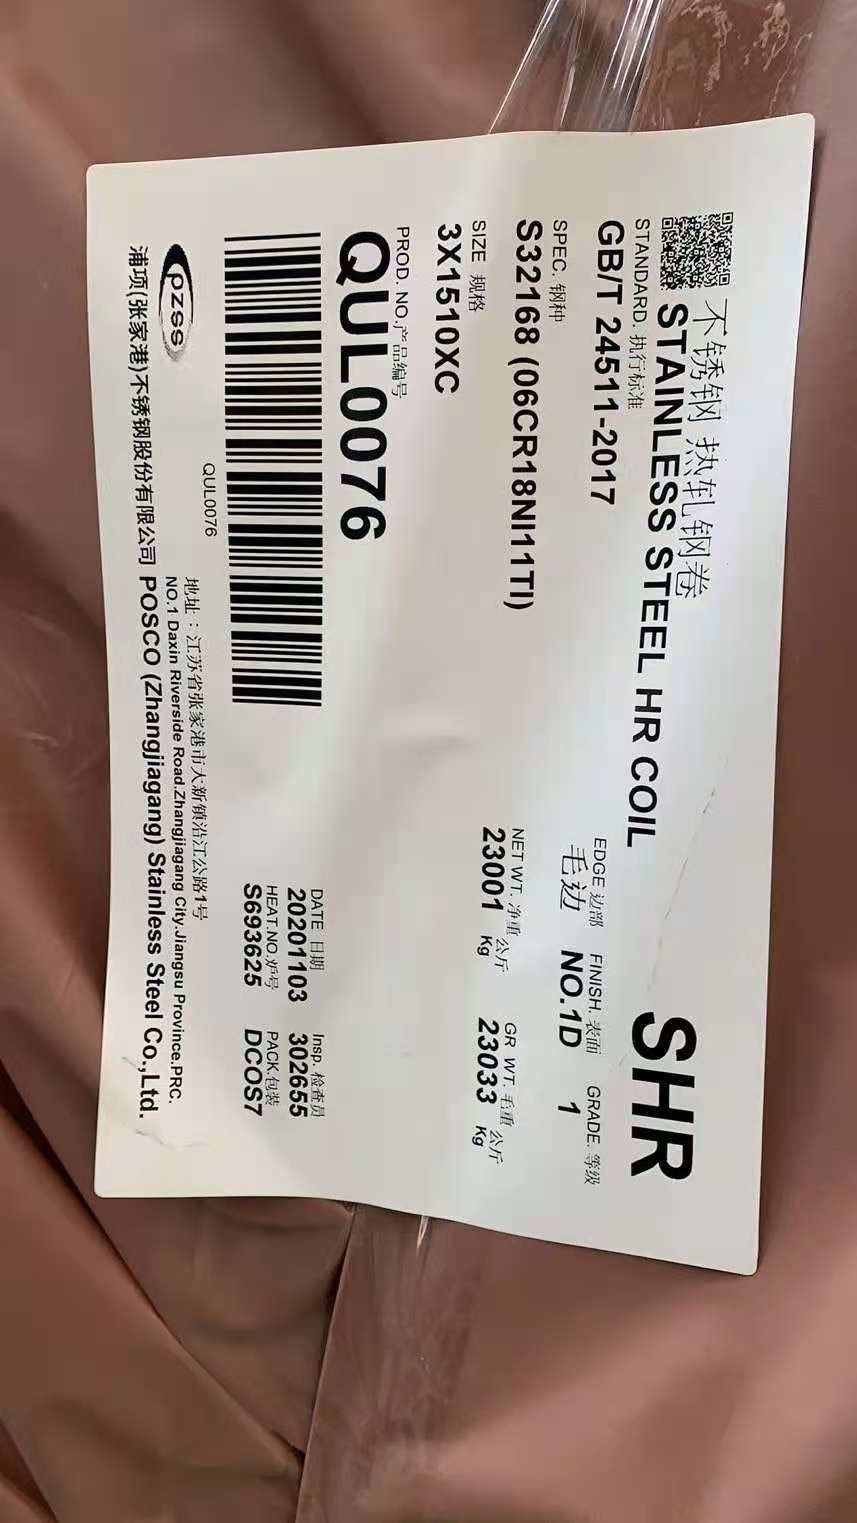 不锈钢 热轧钢卷
STAINLESS STEEL HR COIL
SHR
STANDARD. 执行标准
GB/T 24511-2017
EDGE 边部
毛边
FINISH. 表面
NO.1D
GRADE. 等级
1
SPEC. 钢种
S32168 (06CR18NI11TI)
SIZE 规格
3X1510XC
NET WT. 净重 公斤
23001 Kg
GR WT. 毛重 公斤
23033 Kg
PROD. NO.产品编号
QUL0076
DATE 日期
20201103
Insp. 检查员
302655
HEAT.NO.炉号
S693625
PACK.包装
DCOS7
QUL0076
地址：江苏省张家港市大新镇沿江公路1号
NO.1 Daxin Riverside Road.Zhangjiagang City.Jiangsu Province.PRC.
pzss
浦项(张家港)不锈钢股份有限公司 POSCO (Zhangjiagang) Stainless Steel Co.,Ltd.